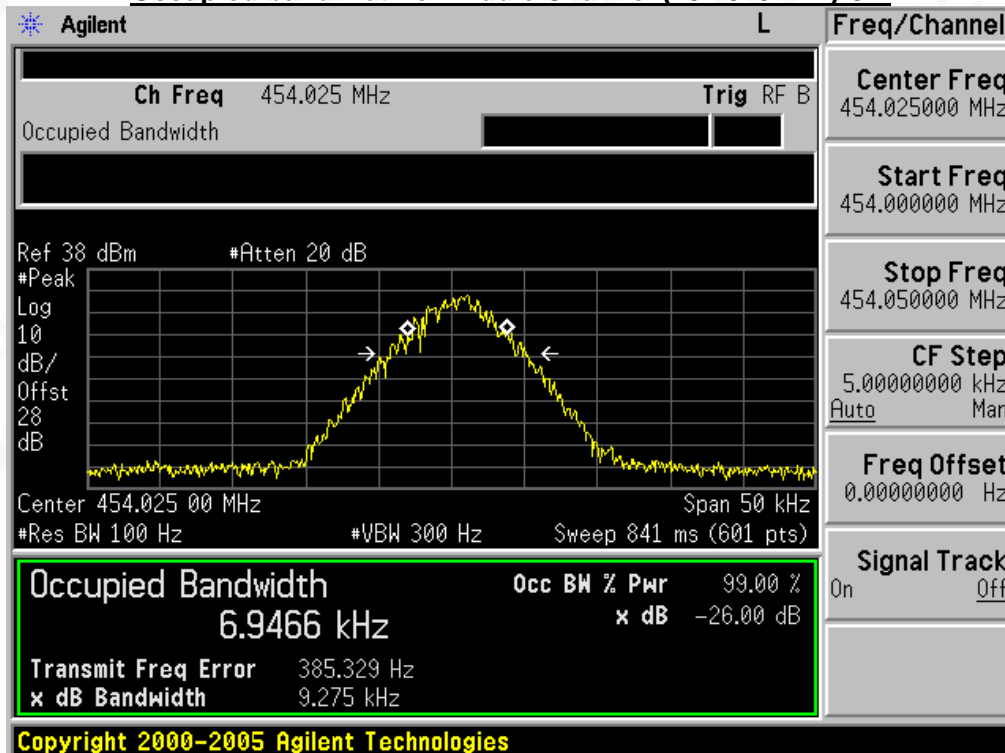 Agilent L
Freq/Channel
Ch Freq 454.025 MHz Trig RF B
Occupied Bandwidth
Center Freq
454.025000 MHz
Start Freq
454.000000 MHz
Stop Freq
454.050000 MHz
CF Step
5.00000000 kHz
Auto Man
Freq Offset
0.00000000 Hz
Signal Track
On Off
Ref 38 dBm #Atten 20 dB
#Peak
Log
10
dB/
Offst
28
dB
Center 454.025 00 MHz Span 50 kHz
#Res BW 100 Hz #VBW 300 Hz Sweep 841 ms (601 pts)
Occupied Bandwidth Occ BW % Pwr 99.00 %
6.9466 kHz x dB -26.00 dB
Transmit Freq Error 385.329 Hz
x dB Bandwidth 9.275 kHz
Copyright 2000-2005 Agilent Technologies